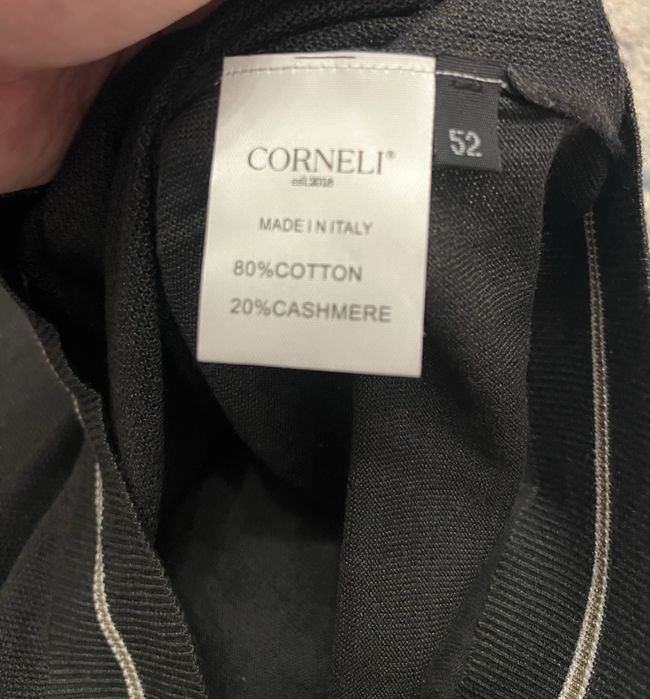 CORNELI®
est.2018
MADE IN ITALY
80%COTTON
20%CASHMERE
52